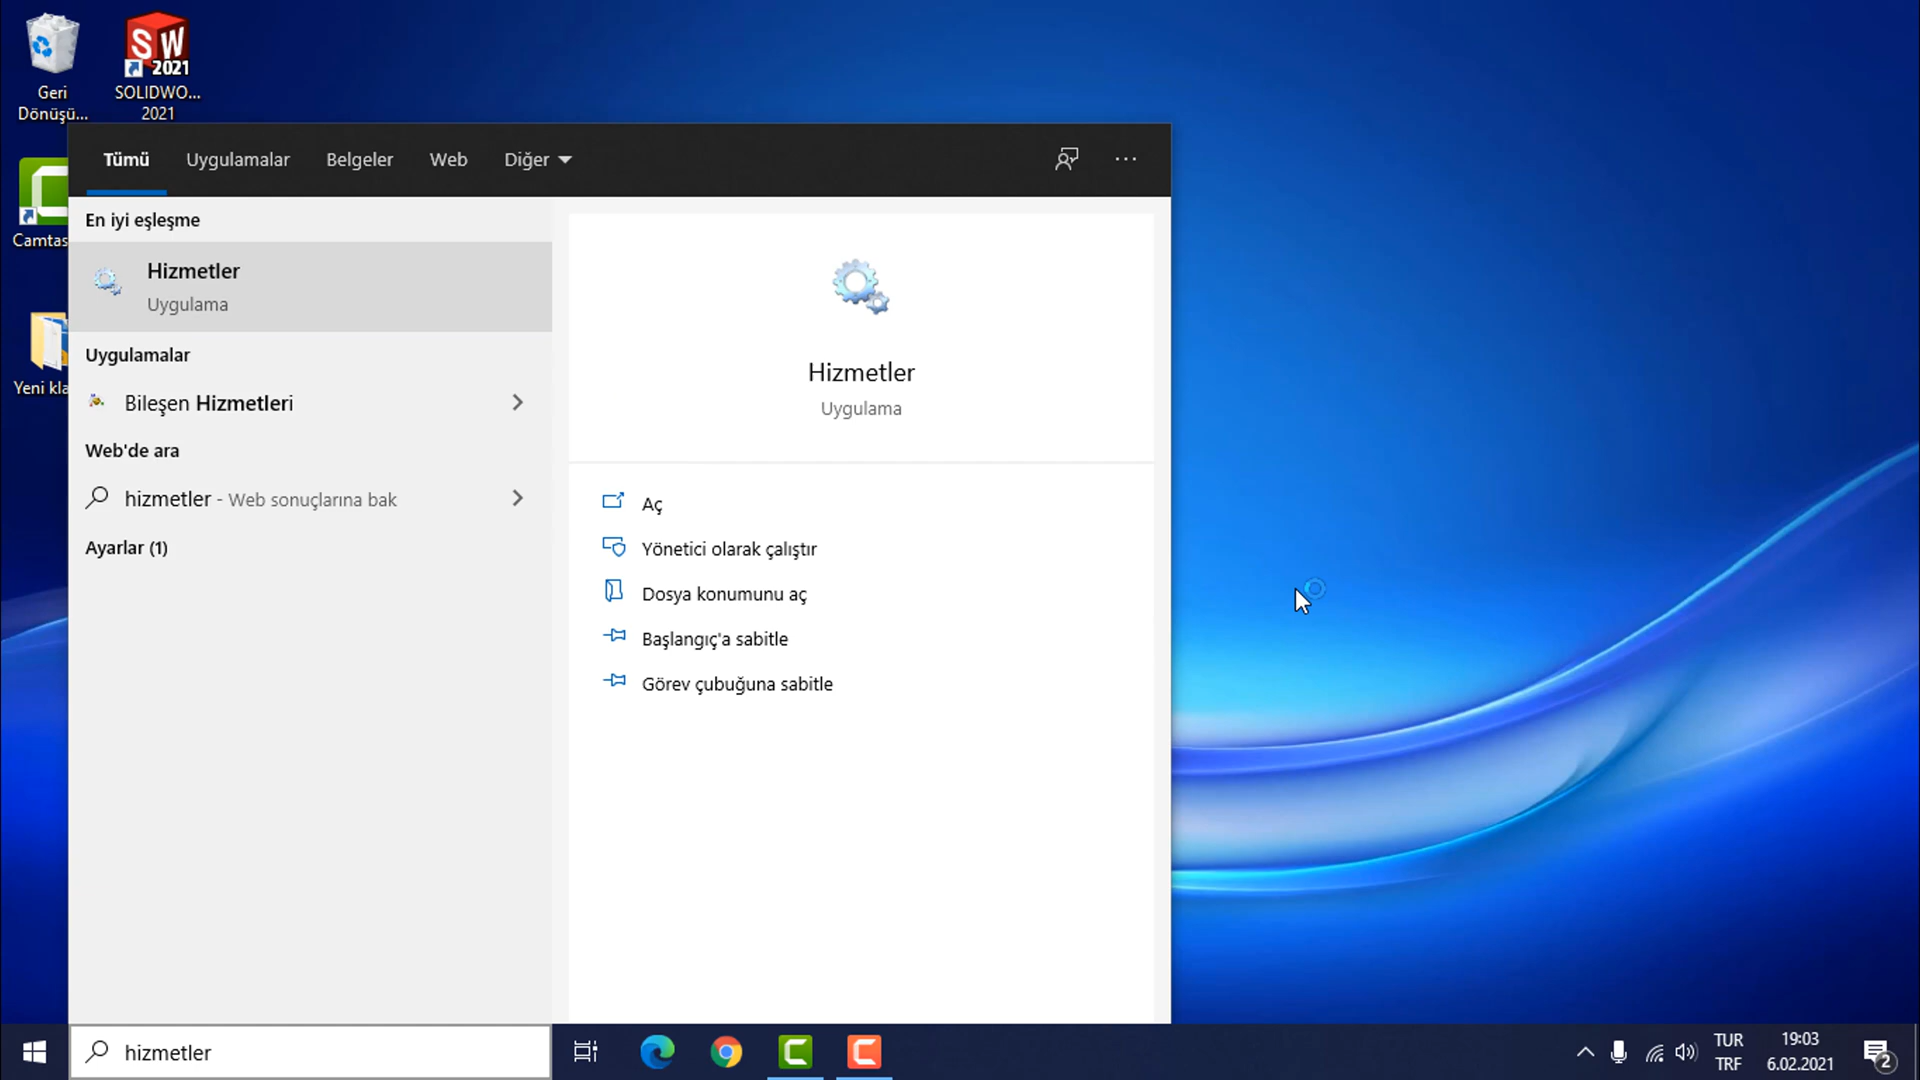 Geri
Dönüşü...
SW
2021
SOLIDWO...
2021
Camtas
Yeni kla
Tümü
Uygulamalar
Belgeler
Web
Diğer
En iyi eşleşme
Hizmetler
Uygulama
Uygulamalar
Bileşen Hizmetleri
Web'de ara
hizmetler - Web sonuçlarına bak
Ayarlar (1)
Hizmetler
Uygulama
Aç
Yönetici olarak çalıştır
Dosya konumunu aç
Başlangıç'a sabitle
Görev çubuğuna sabitle
hizmetler
TUR
TRF
19:03
6.02.2021
2